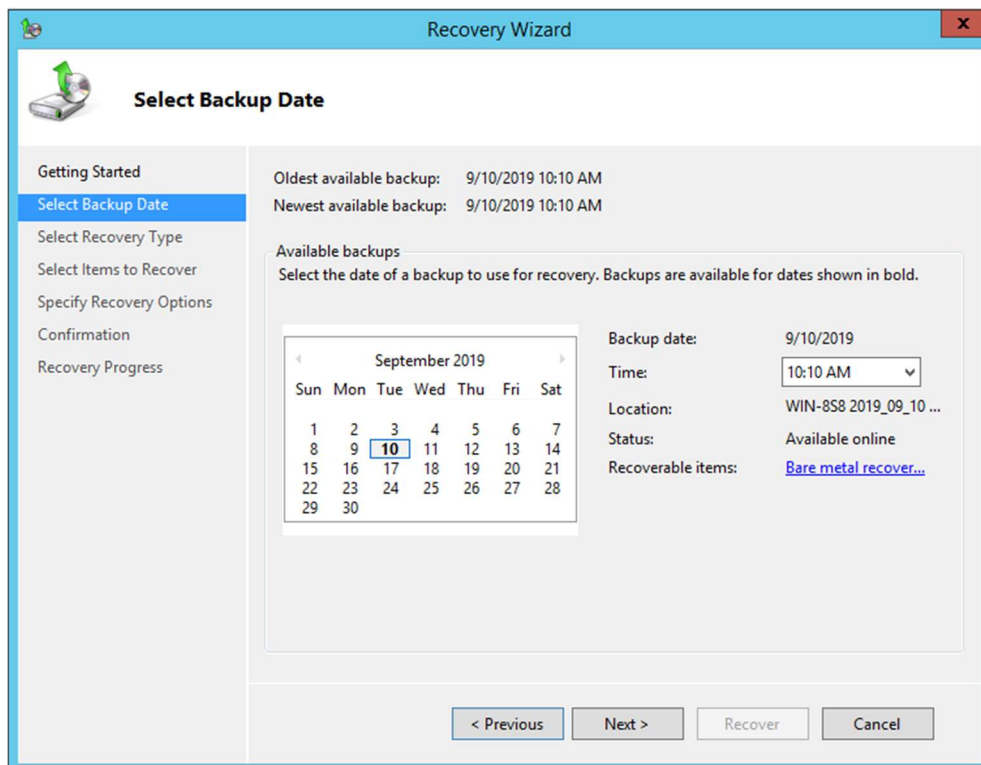 Recovery Wizard
x
Select Backup Date
Getting Started
Select Backup Date
Select Recovery Type
Select Items to Recover
Specify Recovery Options
Confirmation
Recovery Progress
Oldest available backup: 9/10/2019 10:10 AM
Newest available backup: 9/10/2019 10:10 AM
Available backups
Select the date of a backup to use for recovery. Backups are available for dates shown in bold.
September 2019
Sun Mon Tue Wed Thu Fri Sat
1 2 3 4 5 6 7
8 9 10 11 12 13 14
15 16 17 18 19 20 21
22 23 24 25 26 27 28
29 30
Backup date: 9/10/2019
Time: 10:10 AM
Location: WIN-8S8 2019_09_10 ...
Status: Available online
Recoverable items: Bare metal recover...
< Previous Next > Recover Cancel